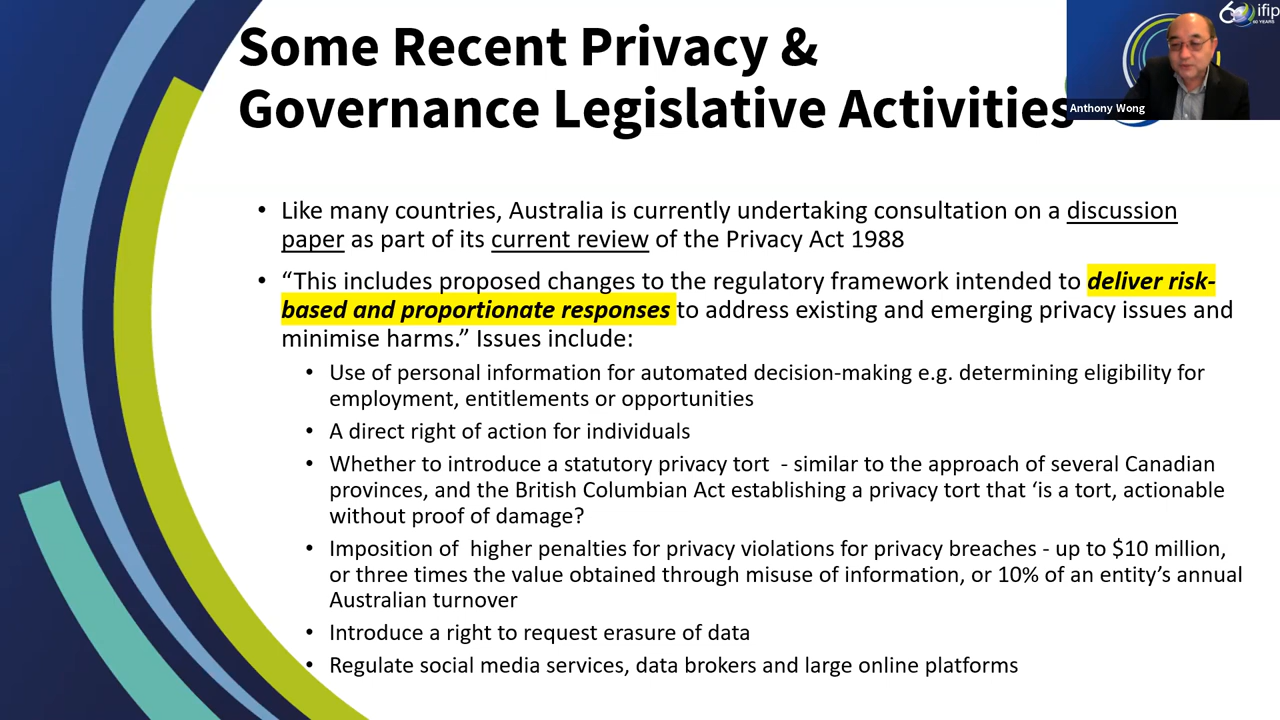 Some Recent Privacy &
Governance Legislative Activities
60 ifip
60 YEARS
Anthony Wong
• Like many countries, Australia is currently undertaking consultation on a discussion
paper as part of its current review of the Privacy Act 1988
• “This includes proposed changes to the regulatory framework intended to deliver risk-
based and proportionate responses to address existing and emerging privacy issues and
minimise harms.” Issues include:
• Use of personal information for automated decision-making e.g. determining eligibility for
employment, entitlements or opportunities
• A direct right of action for individuals
• Whether to introduce a statutory privacy tort  - similar to the approach of several Canadian
provinces, and the British Columbian Act establishing a privacy tort that ‘is a tort, actionable
without proof of damage?
• Imposition of  higher penalties for privacy violations for privacy breaches - up to $10 million,
or three times the value obtained through misuse of information, or 10% of an entity’s annual
Australian turnover
• Introduce a right to request erasure of data
• Regulate social media services, data brokers and large online platforms